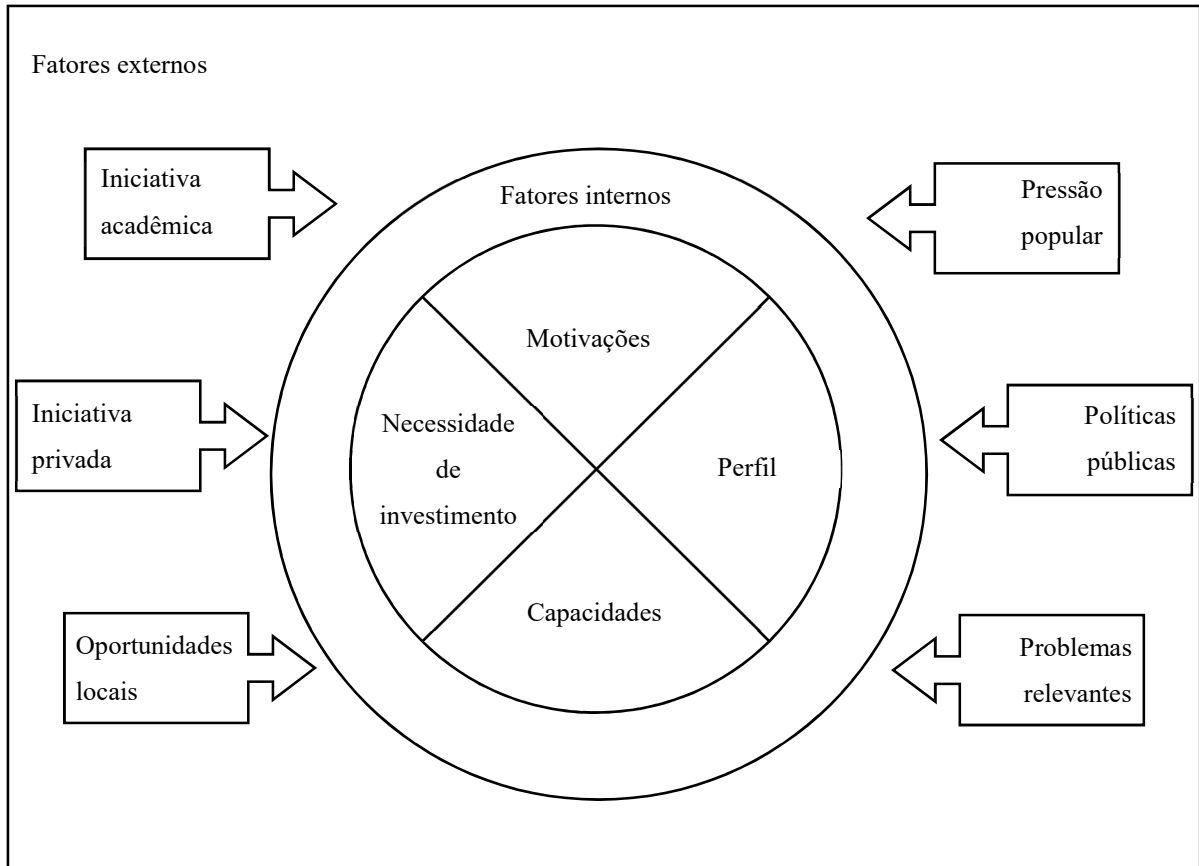 Fatores externos
Iniciativa
acadêmica
Fatores internos
Pressão
popular
Motivações
Iniciativa
privada
Necessidade
de
investimento
Perfil
Políticas
públicas
Capacidades
Oportunidades
locais
Problemas
relevantes